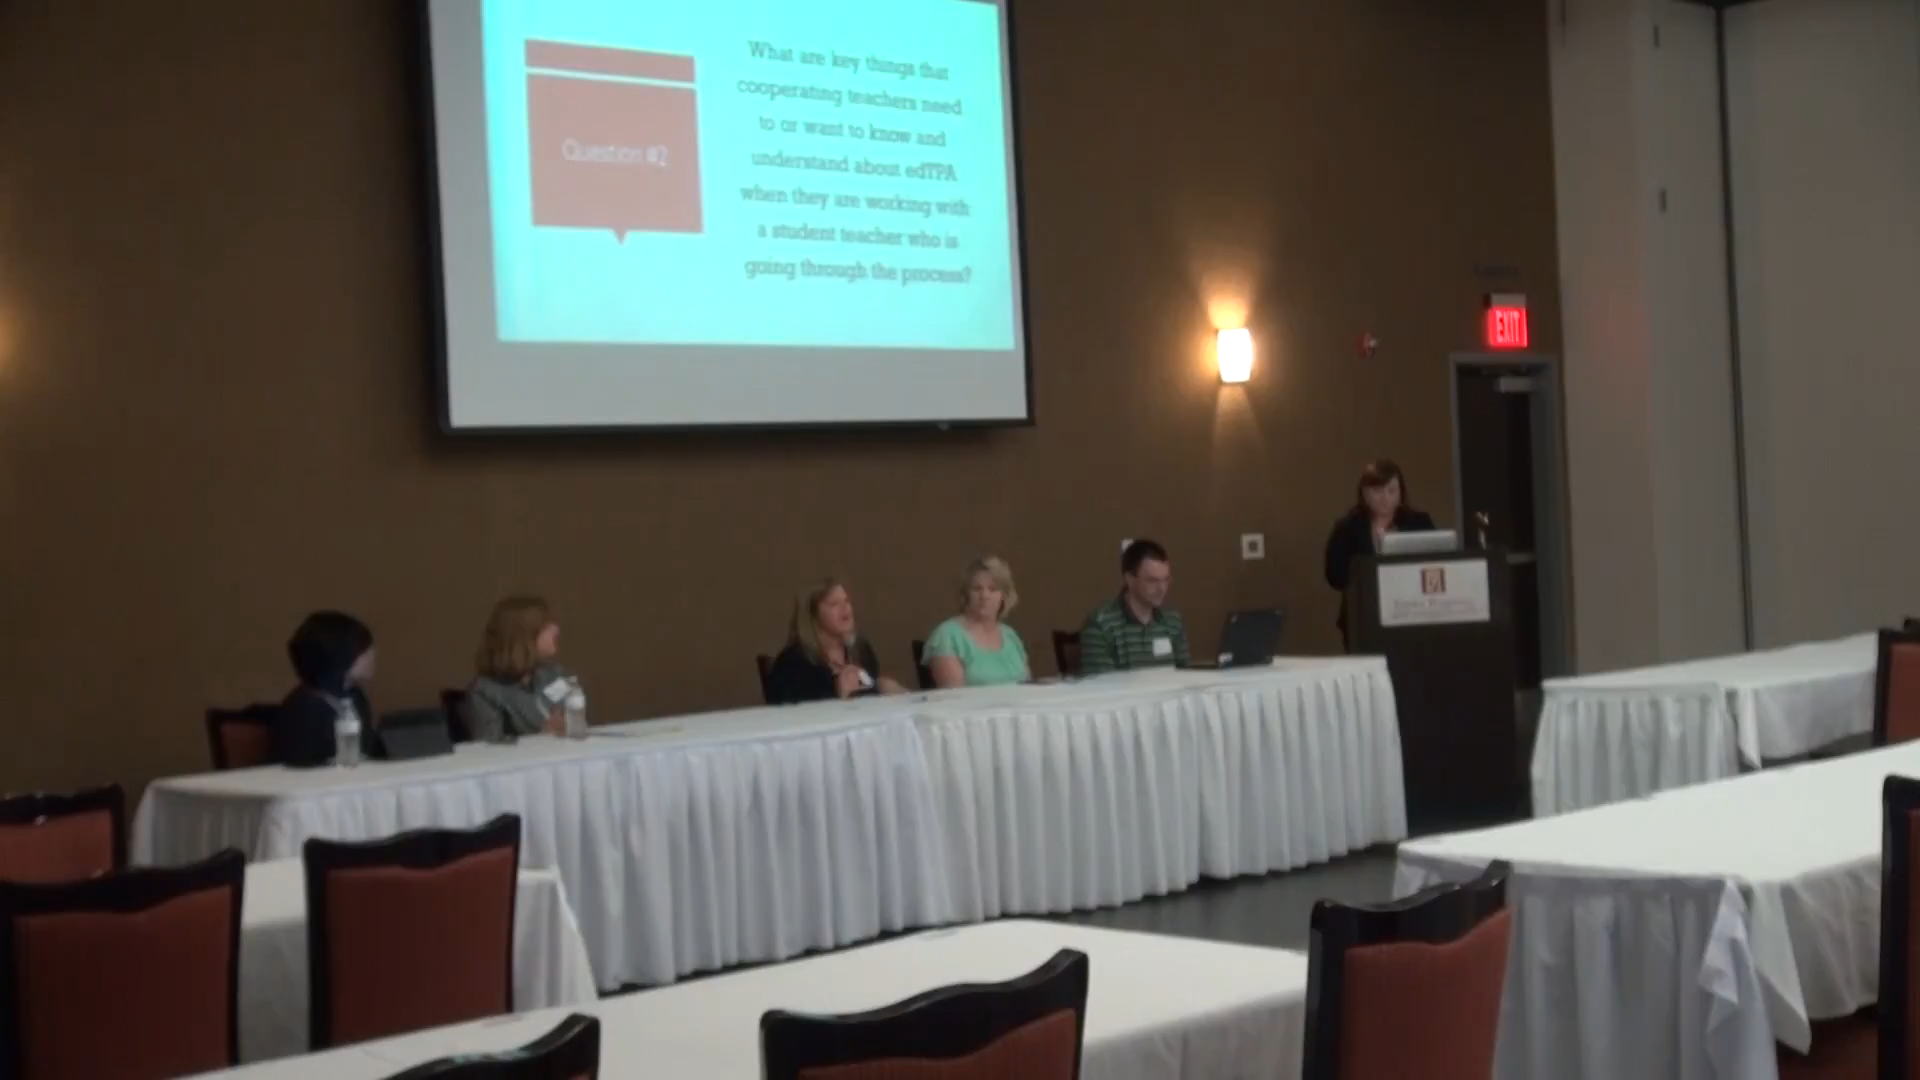 What are key things that
cooperating teachers need
to or want to know and
understand about edTPA
when they are working with
a student teacher who is
going through the process?
Question #2
EXIT